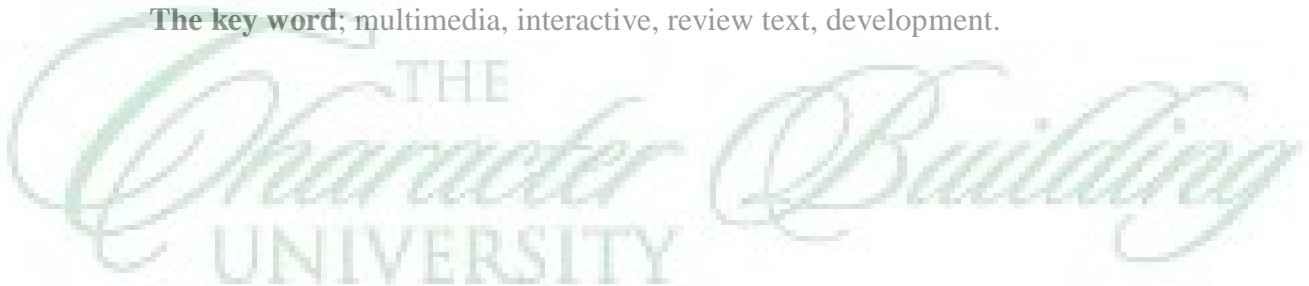 The key word; multimedia, interactive, review text, development.
THE
Character Building
UNIVERSITY